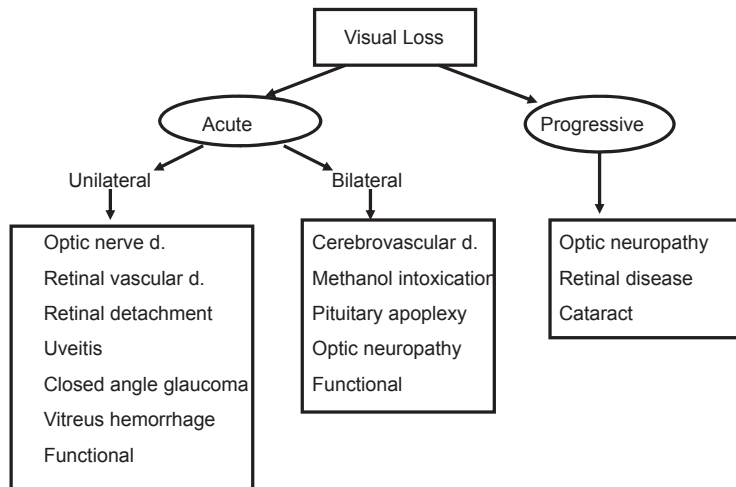 Visual Loss
Acute
Progressive
Unilateral
Bilateral
Optic nerve d.
Retinal vascular d.
Retinal detachment
Uveitis
Closed angle glaucoma
Vitreus hemorrhage
Functional
Cerebrovascular d.
Methanol intoxication
Pituitary apoplexy
Optic neuropathy
Functional
Optic neuropathy
Retinal disease
Cataract